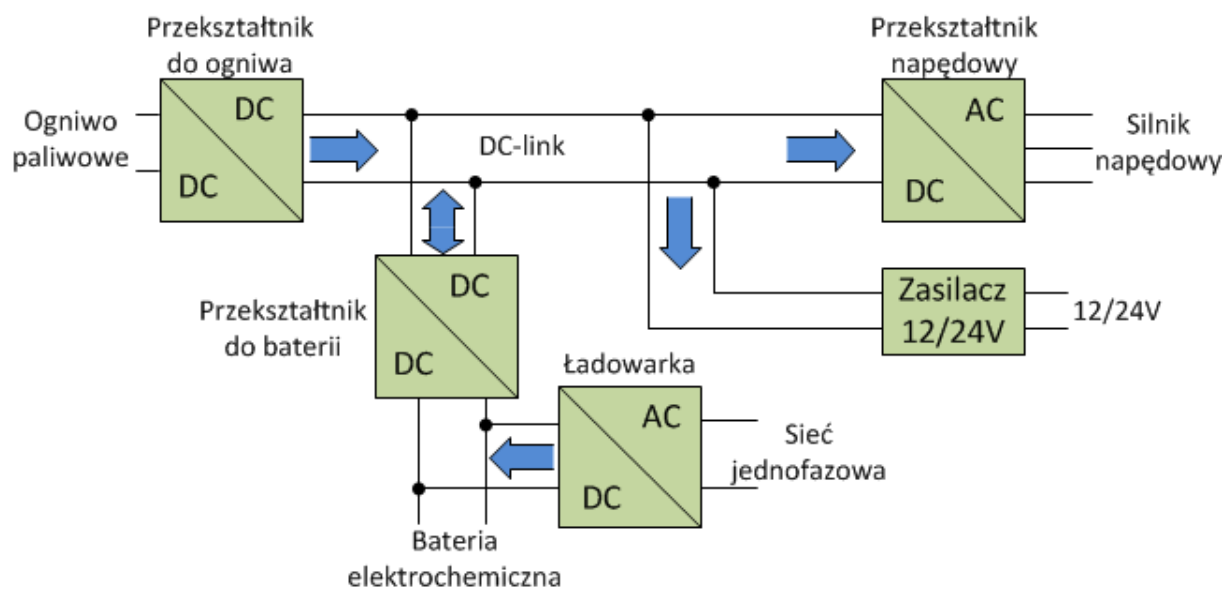 Przekształtnik
do ogniwa
Przekształtnik
napędowy
Ogniwo
paliwowe
DC
DC
DC-link
AC
DC
Silnik
napędowy
Przekształtnik
do baterii
DC
DC
Zasilacz
12/24V
12/24V
Ładowarka
AC
DC
Sieć
jednofazowa
Bateria
elektrochemiczna